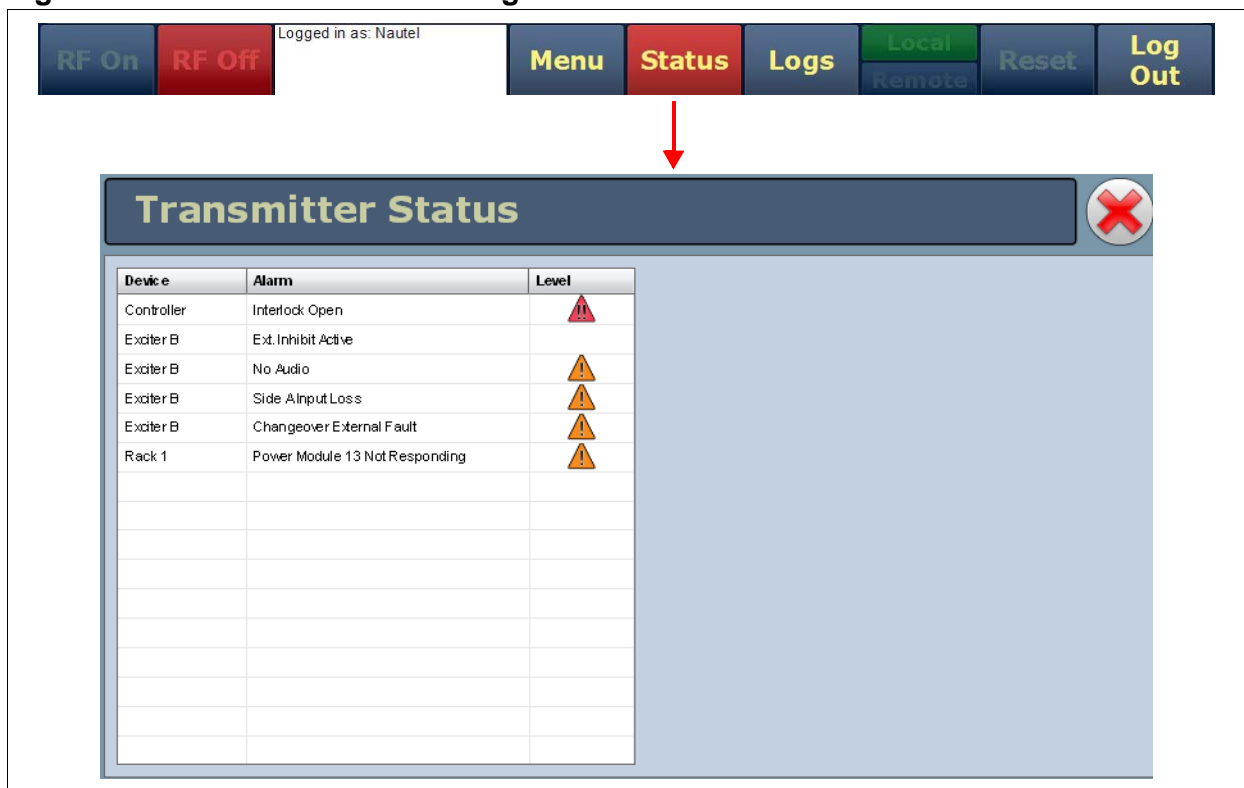 Logged in as: Nautel
RF On RF Off Menu Status Logs Local Remote Reset Log Out
Transmitter Status
Device Alarm Level
Controller Interlock Open
Exciter B Ext. Inhibit Active
Exciter B No Audio
Exciter B Side A Input Loss
Exciter B Changeover External Fault
Rack 1 Power Module 13 Not Responding